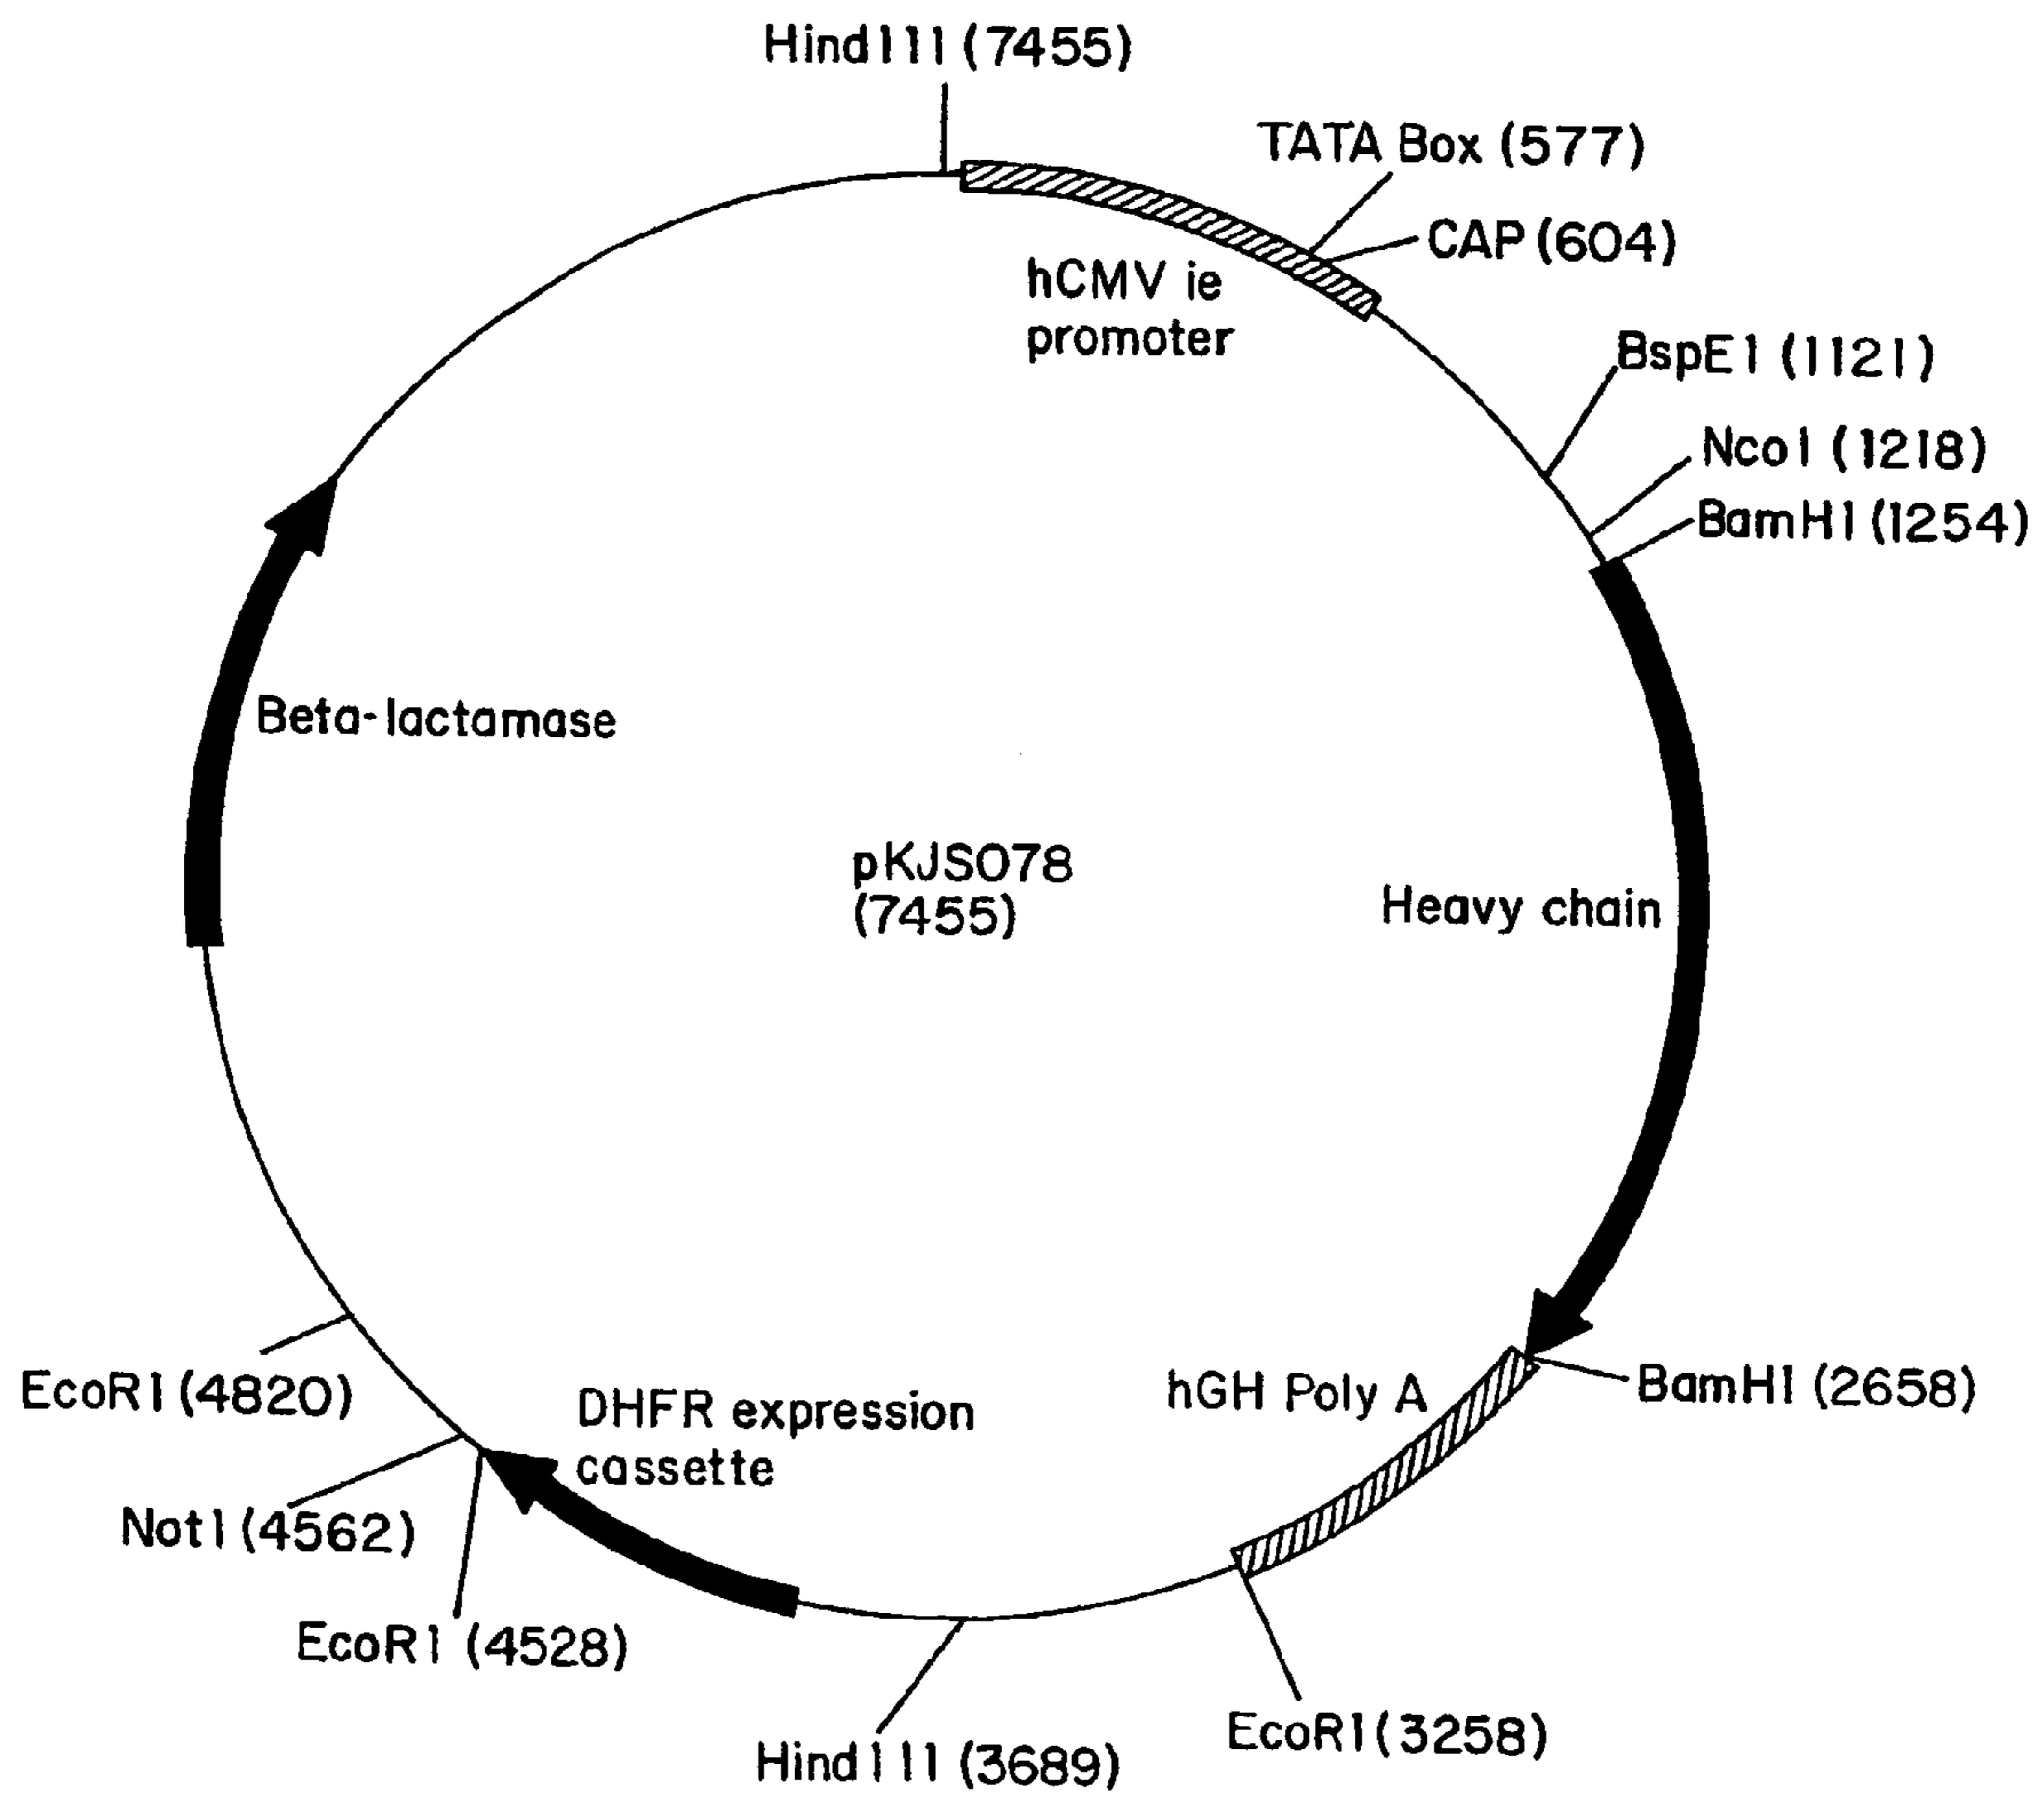 Hind111 (7455)
TATA Box (577)
CAP (604)
hCMV ie
promoter
BspE1 (1121)
Nco1 (1218)
BamH1 (1254)
Beta-lactamase
pKJS078
(7455)
Heavy chain
hGH Poly A
BamH1 (2658)
EcoR1 (4820)
DHFR expression
cassette
Not1 (4562)
EcoR1 (4528)
EcoR1 (3258)
Hind111 (3689)